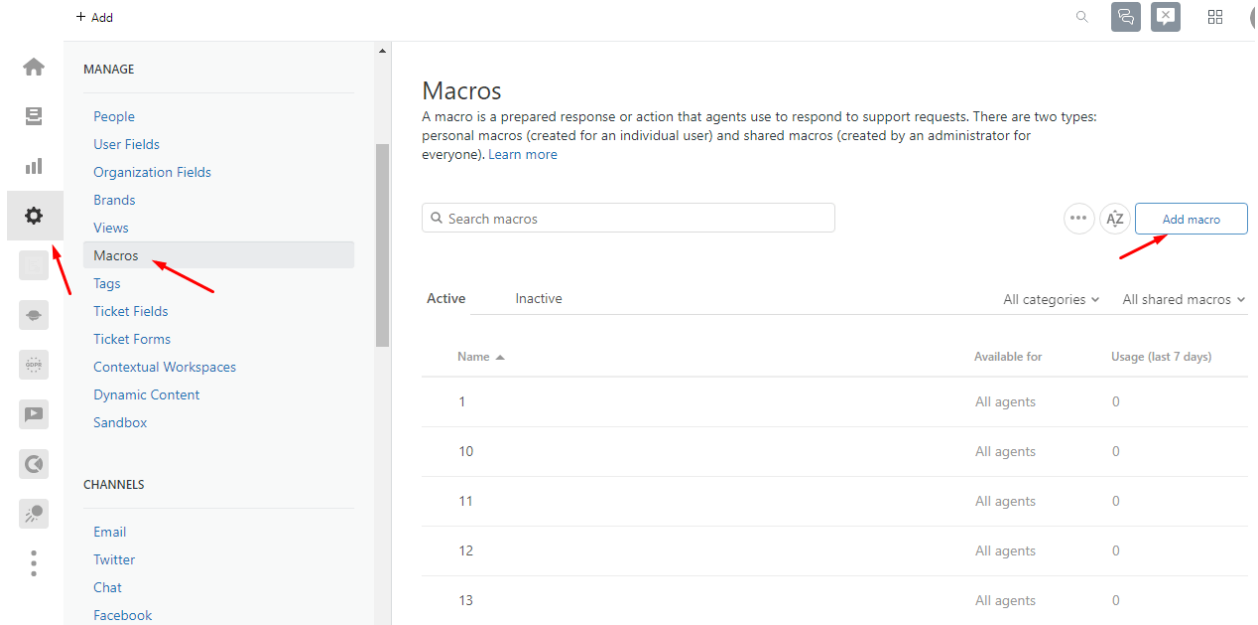 + Add
MANAGE
People
User Fields
Organization Fields
Brands
Views
Macros
Tags
Ticket Fields
Ticket Forms
Contextual Workspaces
Dynamic Content
Sandbox
CHANNELS
Email
Twitter
Chat
Facebook
Macros
A macro is a prepared response or action that agents use to respond to support requests. There are two types:
personal macros (created for an individual user) and shared macros (created by an administrator for
everyone). Learn more
Search macros
AZ
Add macro
Active Inactive All categories All shared macros
Name Available for Usage (last 7 days)
1 All agents 0
10 All agents 0
11 All agents 0
12 All agents 0
13 All agents 0